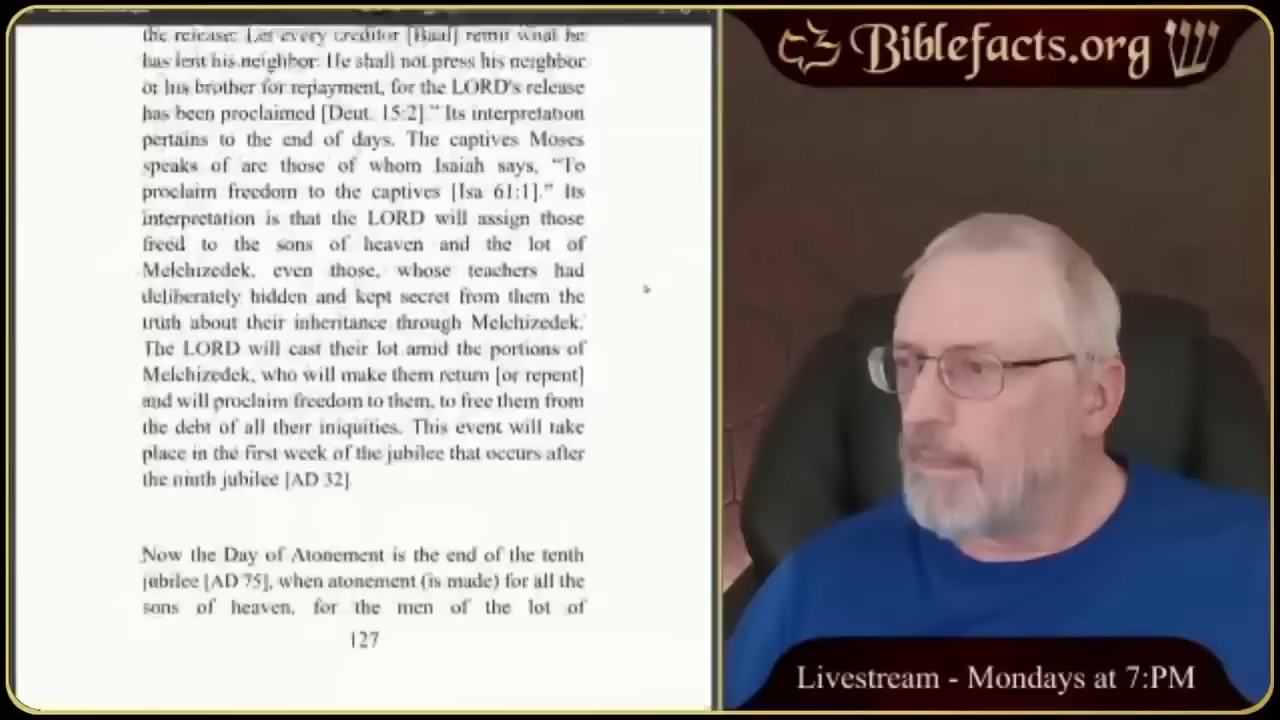 the release: Let every creditor [Baal] remit what he
has lent his neighbor. He shall not press his neighbor
or his brother for repayment, for the LORD's release
has been proclaimed [Deut. 15:2]." Its interpretation
pertains to the end of days. The captives Moses
speaks of are those of whom Isaiah says, "To
proclaim freedom to the captives [Isa 61:1]." Its
interpretation is that the LORD will assign those
freed to the sons of heaven and the lot of
Melchizedek, even those, whose teachers had
deliberately hidden and kept secret from them the
truth about their inheritance through Melchizedek.
The LORD will cast their lot amid the portions of
Melchizedek, who will make them return [or repent]
and will proclaim freedom to them, to free them from
the debt of all their iniquities. This event will take
place in the first week of the jubilee that occurs after
the ninth jubilee [AD 32].
Now the Day of Atonement is the end of the tenth
jubilee [AD 75], when atonement (is made) for all the
sons of heaven, for the men of the lot of
127
Biblefacts.org
ש
Livestream - Mondays at 7:PM